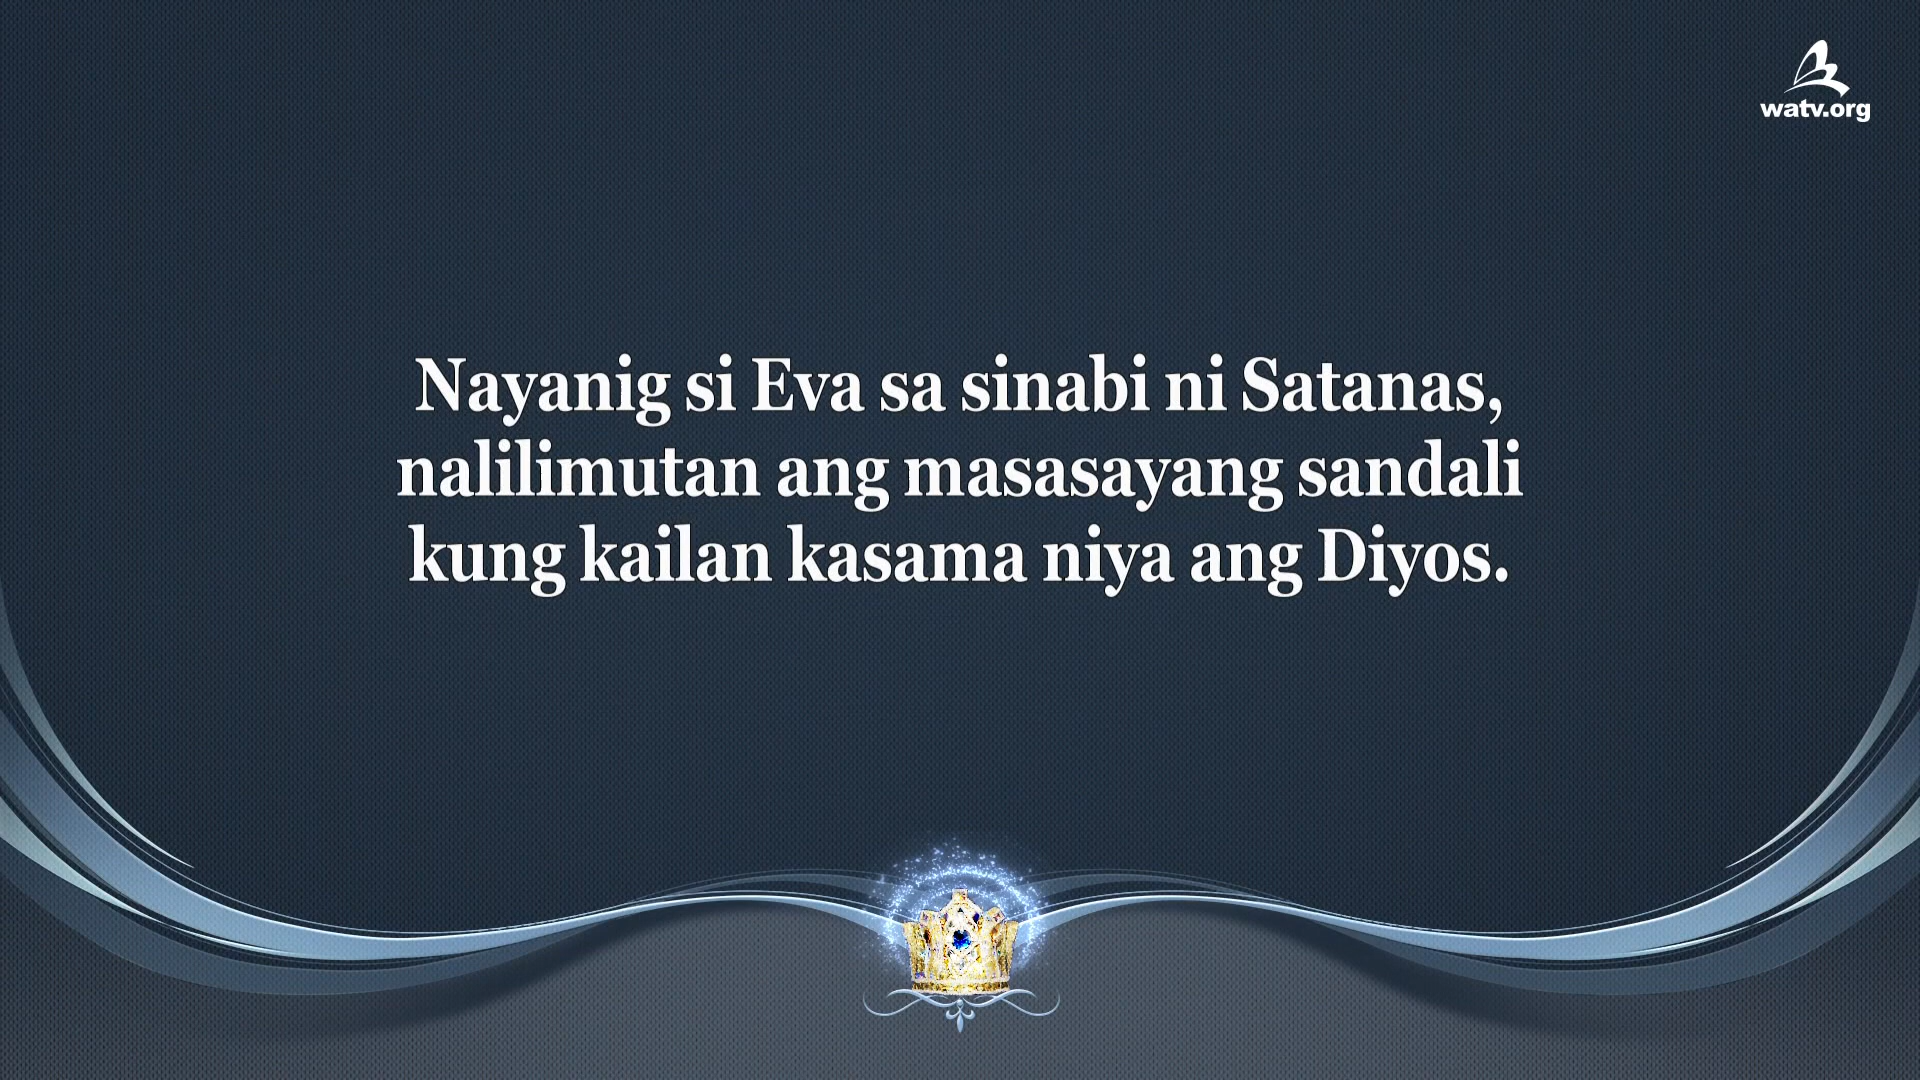 watv.org
Nayanig si Eva sa sinabi ni Satanas,
nalilimutan ang masasayang sandali
kung kailan kasama niya ang Diyos.